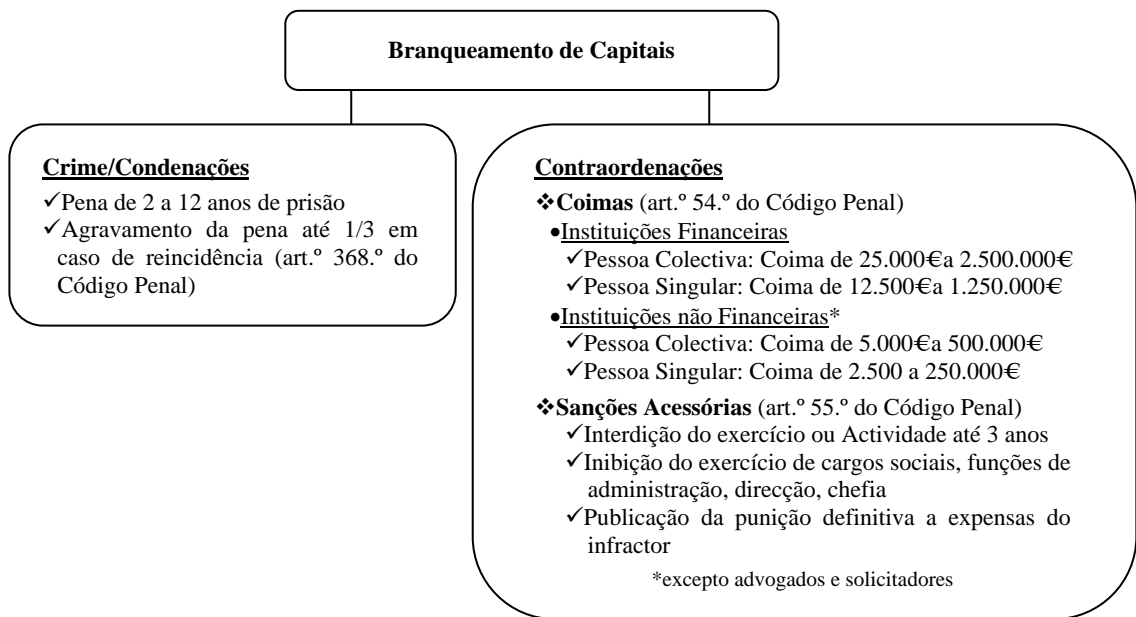 Branqueamento de Capitais
Crime/Condenações
✓Pena de 2 a 12 anos de prisão
✓Agravamento da pena até 1/3 em
caso de reincidência (art.º 368.º do
Código Penal)
Contraordenações
❖Coimas (art.º 54.º do Código Penal)
•Instituições Financeiras
✓Pessoa Colectiva: Coima de 25.000€a 2.500.000€
✓Pessoa Singular: Coima de 12.500€a 1.250.000€
•Instituições não Financeiras*
✓Pessoa Colectiva: Coima de 5.000€a 500.000€
✓Pessoa Singular: Coima de 2.500 a 250.000€
❖Sanções Acessórias (art.º 55.º do Código Penal)
✓Interdição do exercício ou Actividade até 3 anos
✓Inibição do exercício de cargos sociais, funções de
administração, direcção, chefia
✓Publicação da punição definitiva a expensas do
infractor
*excepto advogados e solicitadores